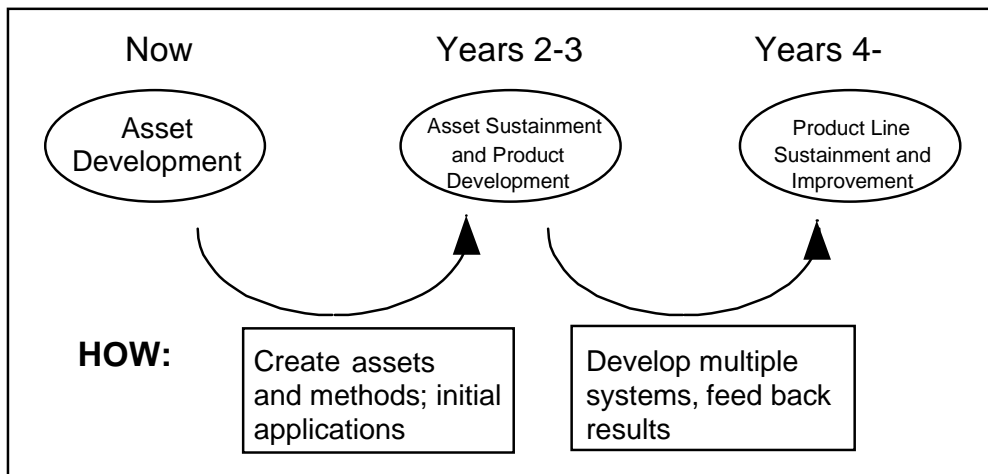 Now
Years 2-3
Years 4-
Asset
Development
Asset Sustainment
and Product
Development
Product Line
Sustainment and
Improvement
HOW:
Create assets
and methods; initial
applications
Develop multiple
systems, feed back
results